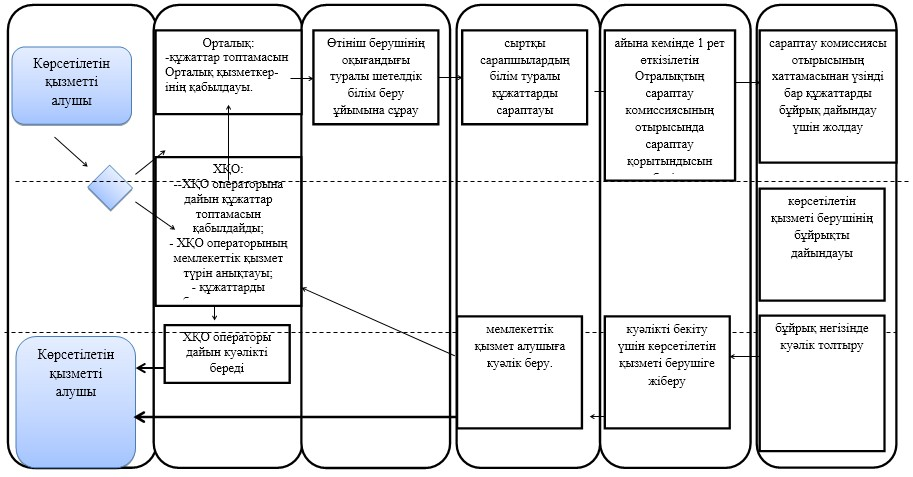 Көрсетілетін
қызметті
алушы
Орталық:
-құжаттар топтамасын
Орталық қызметкер-
інің қабылдауы.
Өтініш берушінің
оқығандығы
туралы шетелдік
білім беру
ұйымына сұрау
сыртқы
сарапшылардың
білім туралы
құжаттарды
сараптауы
айына кемінде 1 рет
өткізілетін
Отралықтың
сараптау
комиссиясының
отырысында
сараптау
қорытындысын
сараптау комиссиясы
отырысының
хаттамасынан үзінді
бар құжаттарды
бұйрық дайындау
үшін жолдау
ХҚО:
--ХҚО операторына
дайын құжаттар
топтамасын
қабылдайды;
- ХҚО операторының
мемлекеттік қызмет
түрін анықтауы;
- құжаттарды
көрсетілетін
қызметі берушінің
бұйрықты
дайындауы
Көрсетілетін
қызметті
алушы
ХҚО операторы
дайын куәлікті
береді
мемлекеттік
қызмет алушыға
куәлік беру.
куәлікті бекіту
үшін көрсетілетін
қызметі берушіге
жіберу
бұйрық негізінде
куәлік толтыру